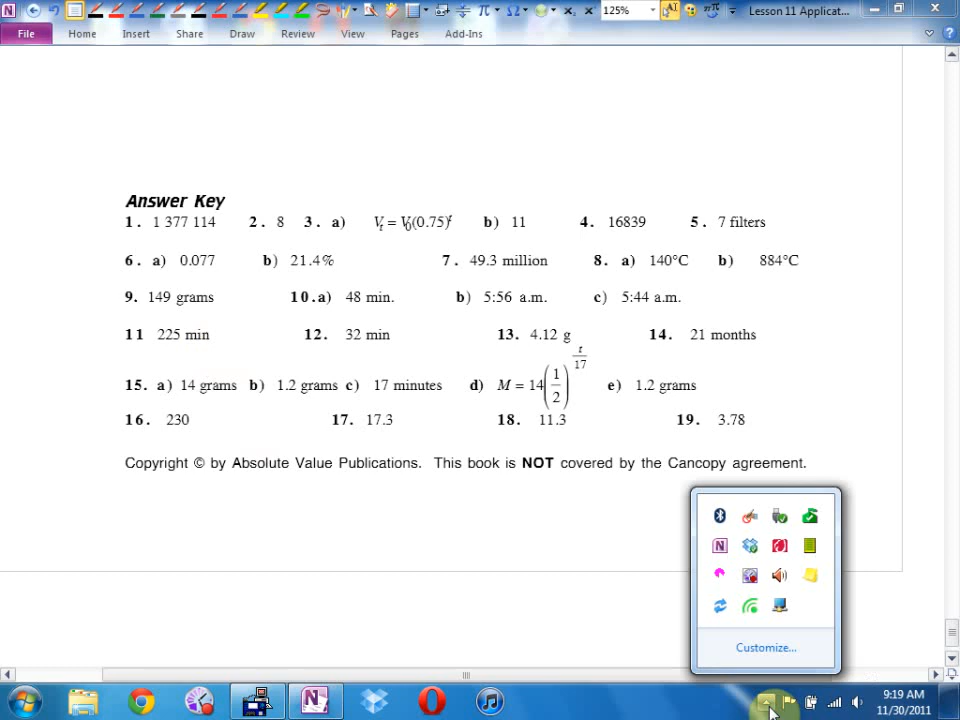 125% Lesson 11 Applicat...
File Home Insert Share Draw Review View Pages Add-Ins
Answer Key
1. 1 377 114 2. 8 3. a) Vt = V0(0.75)^t b) 11 4. 16839 5. 7 filters
6. a) 0.077 b) 21.4% 7. 49.3 million 8. a) 140°C b) 884°C
9. 149 grams 10.a) 48 min. b) 5:56 a.m. c) 5:44 a.m.
11 225 min 12. 32 min 13. 4.12 g 14. 21 months
15. a) 14 grams b) 1.2 grams c) 17 minutes d) M = 14(1/2)^(t/17) e) 1.2 grams
16. 230 17. 17.3 18. 11.3 19. 3.78
Copyright © by Absolute Value Publications. This book is NOT covered by the Cancopy agreement.
Customize...
9:19 AM
11/30/2011